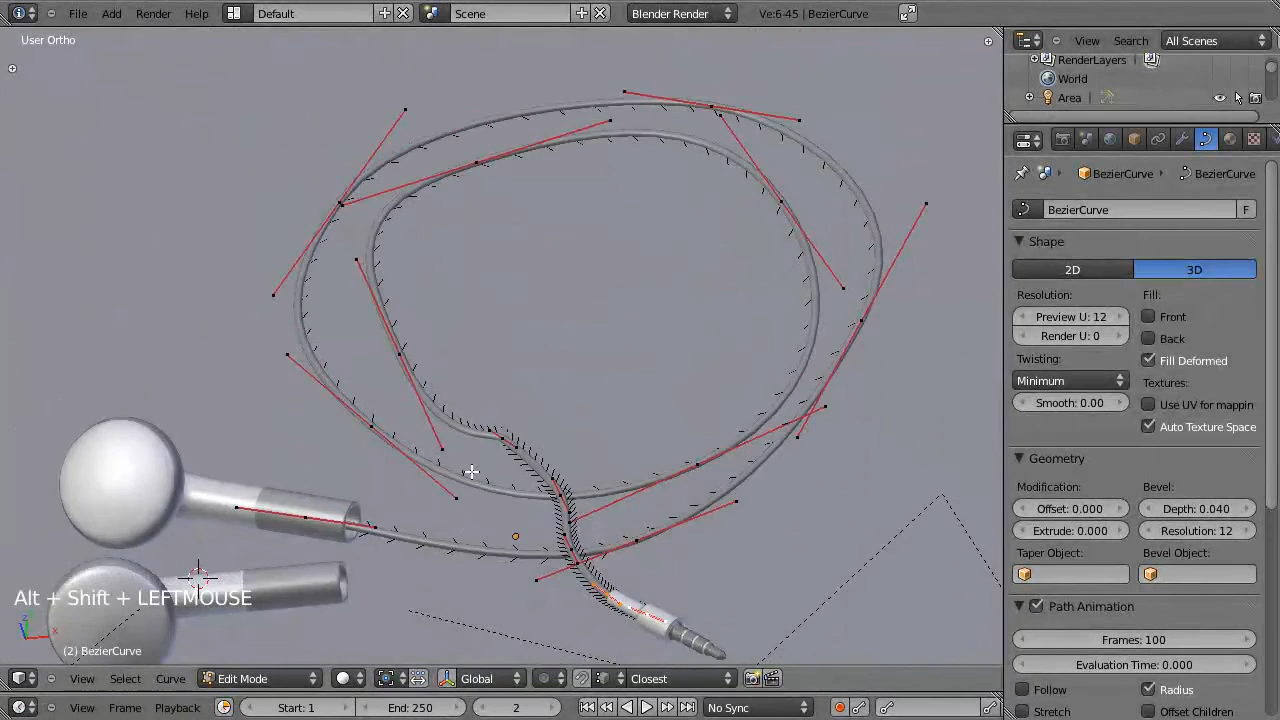 File Add Render Help Default Scene Blender Render Ve:6-45 | BezierCurve
User Ortho
View Search All Scenes
RenderLayers
World
Area
BezierCurve BezierCurve
BezierCurve F
Shape
2D 3D
Resolution: Fill:
Preview U: 12 Front
Render U: 0 Back
Twisting: Fill Deformed
Minimum Textures:
Smooth: 0.00 Use UV for mappin
Auto Texture Space
Geometry
Modification: Bevel:
Offset: 0.000 Depth: 0.040
Extrude: 0.000 Resolution: 12
Taper Object: Bevel Object:
Path Animation
Frames: 100
Evaluation Time: 0.000
Follow Radius
Stretch Offset Children
Alt + Shift + LEFTMOUSE
z x
(2) BezierCurve
View Select Curve Edit Mode Global Closest
View Frame Playback Start: 1 End: 250 2 No Sync